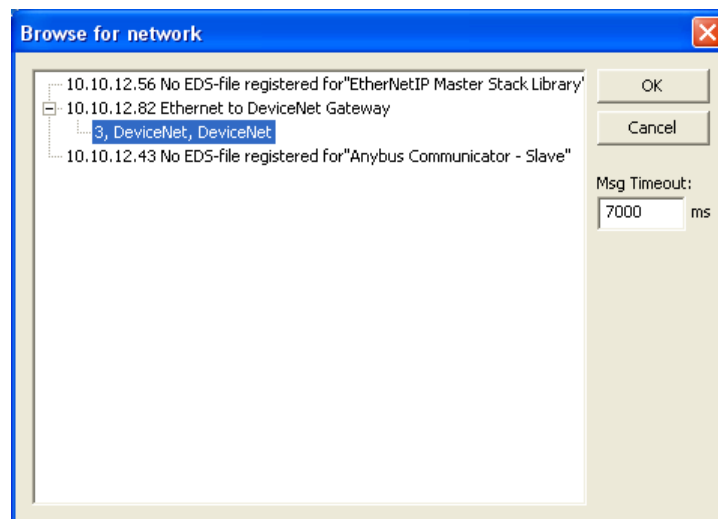 Browse for network
10.10.12.56 No EDS-file registered for"EtherNetIP Master Stack Library"
10.10.12.82 Ethernet to DeviceNet Gateway
3, DeviceNet, DeviceNet
10.10.12.43 No EDS-file registered for"Anybus Communicator - Slave"
OK
Cancel
Msg Timeout:
7000 ms